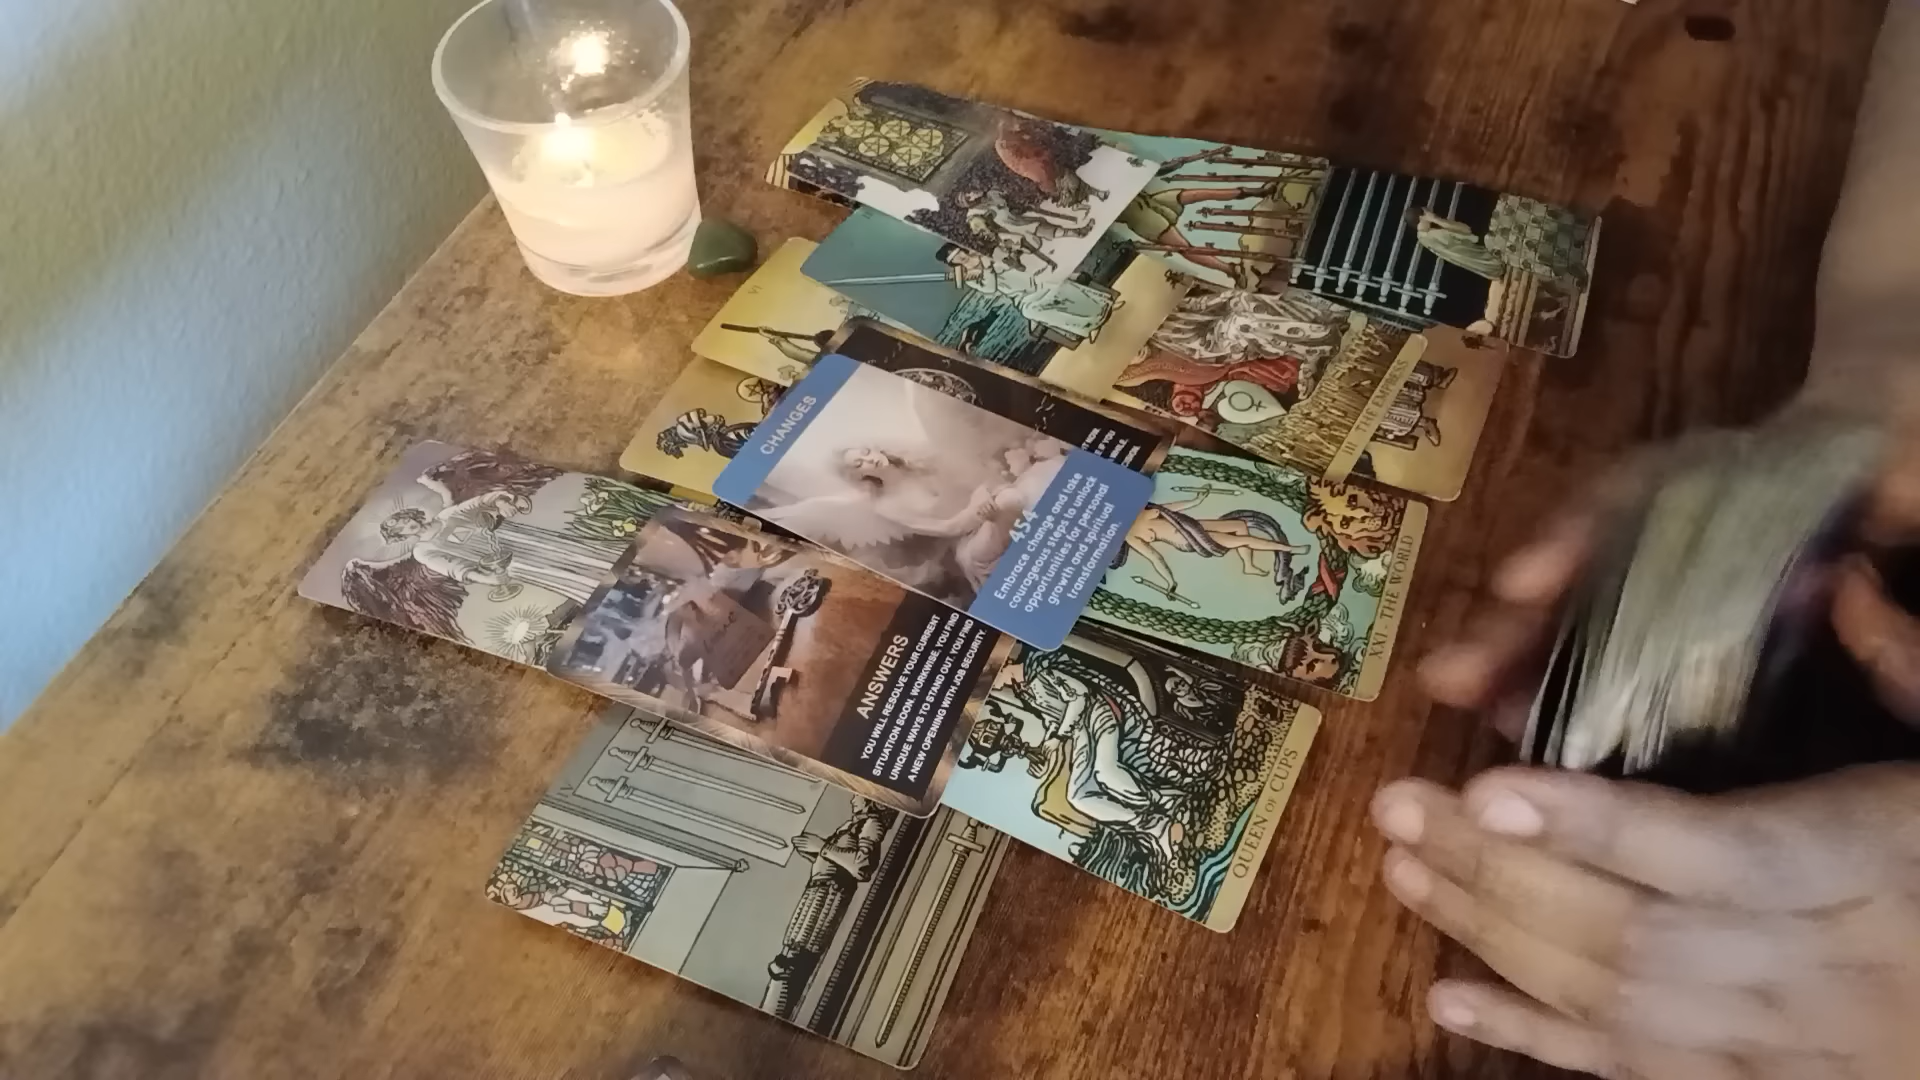 CHANGES
454
Embrace change and take
courageous steps to unlock
opportunities for personal
growth and spiritual
transformation.
ANSWERS
YOU WILL RESOLVE YOUR CURRENT
SITUATION SOON. WORKWISE, YOU FIND
UNIQUE WAYS TO STAND OUT. YOU FIND
A NEW OPENING WITH JOB SECURITY.
III THE EMPRESS
XXI THE WORLD
QUEEN OF CUPS
VI
IV